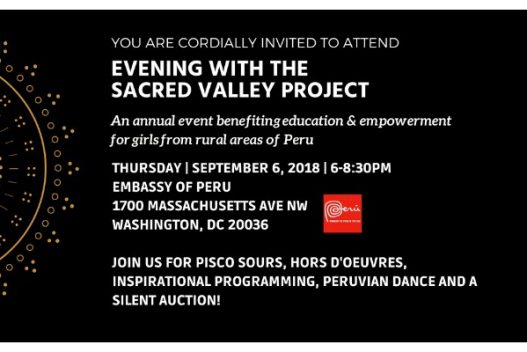 YOU ARE CORDIALLY INVITED TO ATTEND
EVENING WITH THE
SACRED VALLEY PROJECT
An annual event benefiting education & empowerment
for girls from rural areas of Peru
THURSDAY | SEPTEMBER 6, 2018 | 6-8:30PM
EMBASSY OF PERU
1700 MASSACHUSETTS AVE NW
Perú
WASHINGTON, DC 20036
JOIN US FOR PISCO SOURS, HORS D'OEUVRES,
INSPIRATIONAL PROGRAMMING, PERUVIAN DANCE AND A
SILENT AUCTION!